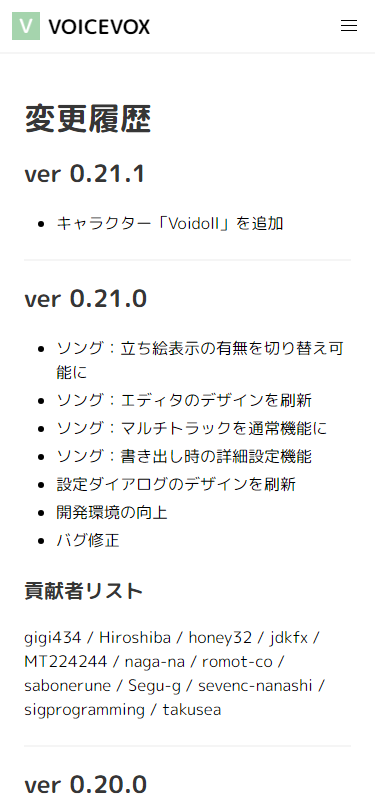 V VOICEVOX
変更履歴
ver 0.21.1
• キャラクター「Voidoll」を追加
ver 0.21.0
• ソング：立ち絵表示の有無を切り替え可
能に
• ソング：エディタのデザインを刷新
• ソング：マルチトラックを通常機能に
• ソング：書き出し時の詳細設定機能
• 設定ダイアログのデザインを刷新
• 開発環境の向上
• バグ修正
貢献者リスト
gigi434 / Hiroshiba / honey32 / jdkfx /
MT224244 / naga-na / romot-co /
sabonerune / Segu-g / sevenc-nanashi /
sigprogramming / takusea
ver 0.20.0